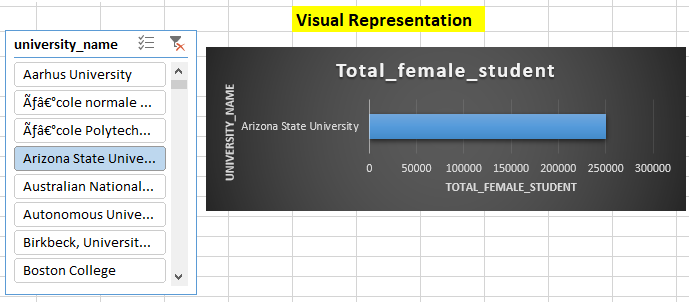 Visual Representation
university_name
Aarhus University
Ãƒâ€°cole normale ...
Ãƒâ€°cole Polytech...
Arizona State Unive...
Australian National...
Autonomous Unive...
Birkbeck, Universit...
Boston College
Total_female_student
UNIVERSITY_NAME
Arizona State University
0 50000 100000 150000 200000 250000 300000
TOTAL_FEMALE_STUDENT